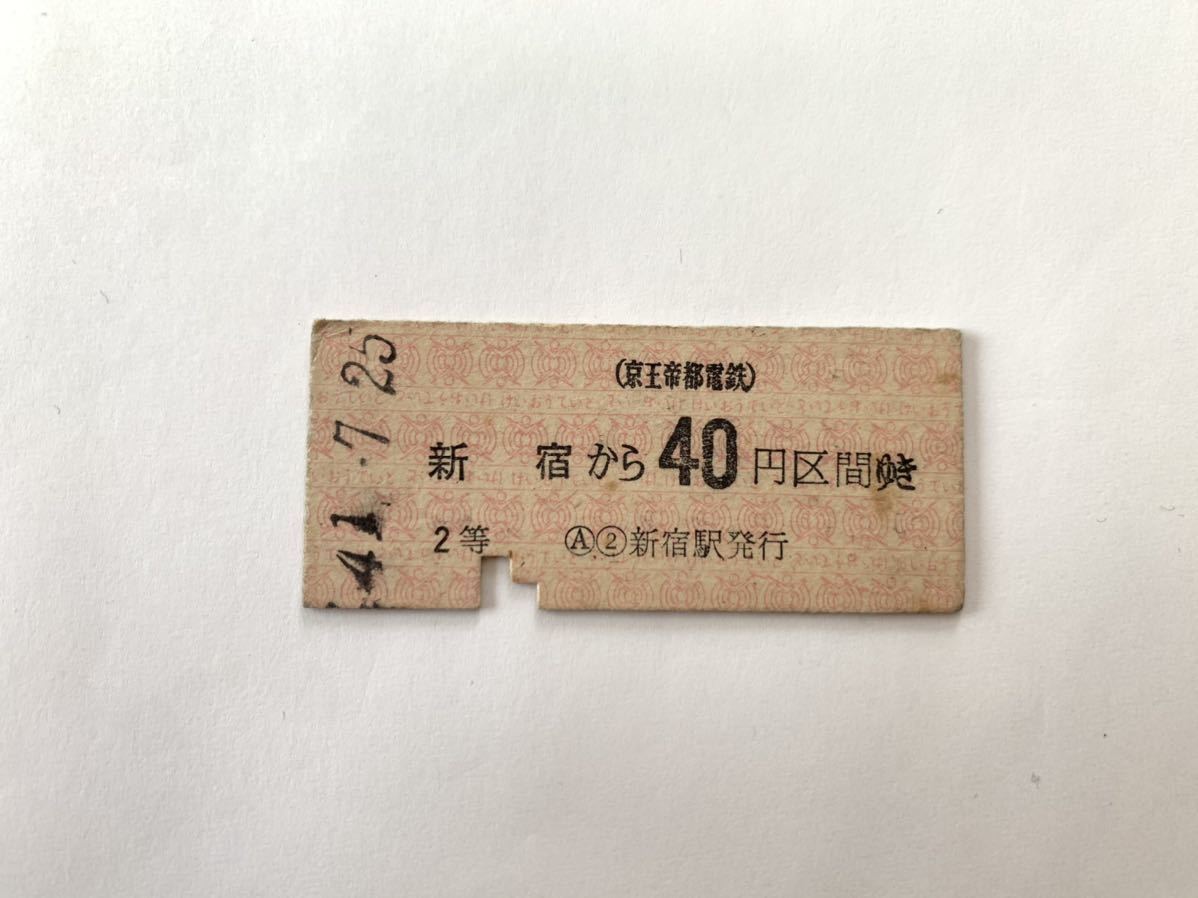 41.7.25
(京王帝都電鉄)
新 宿から40円区間ゆき
2等 Ⓐ②新宿駅発行